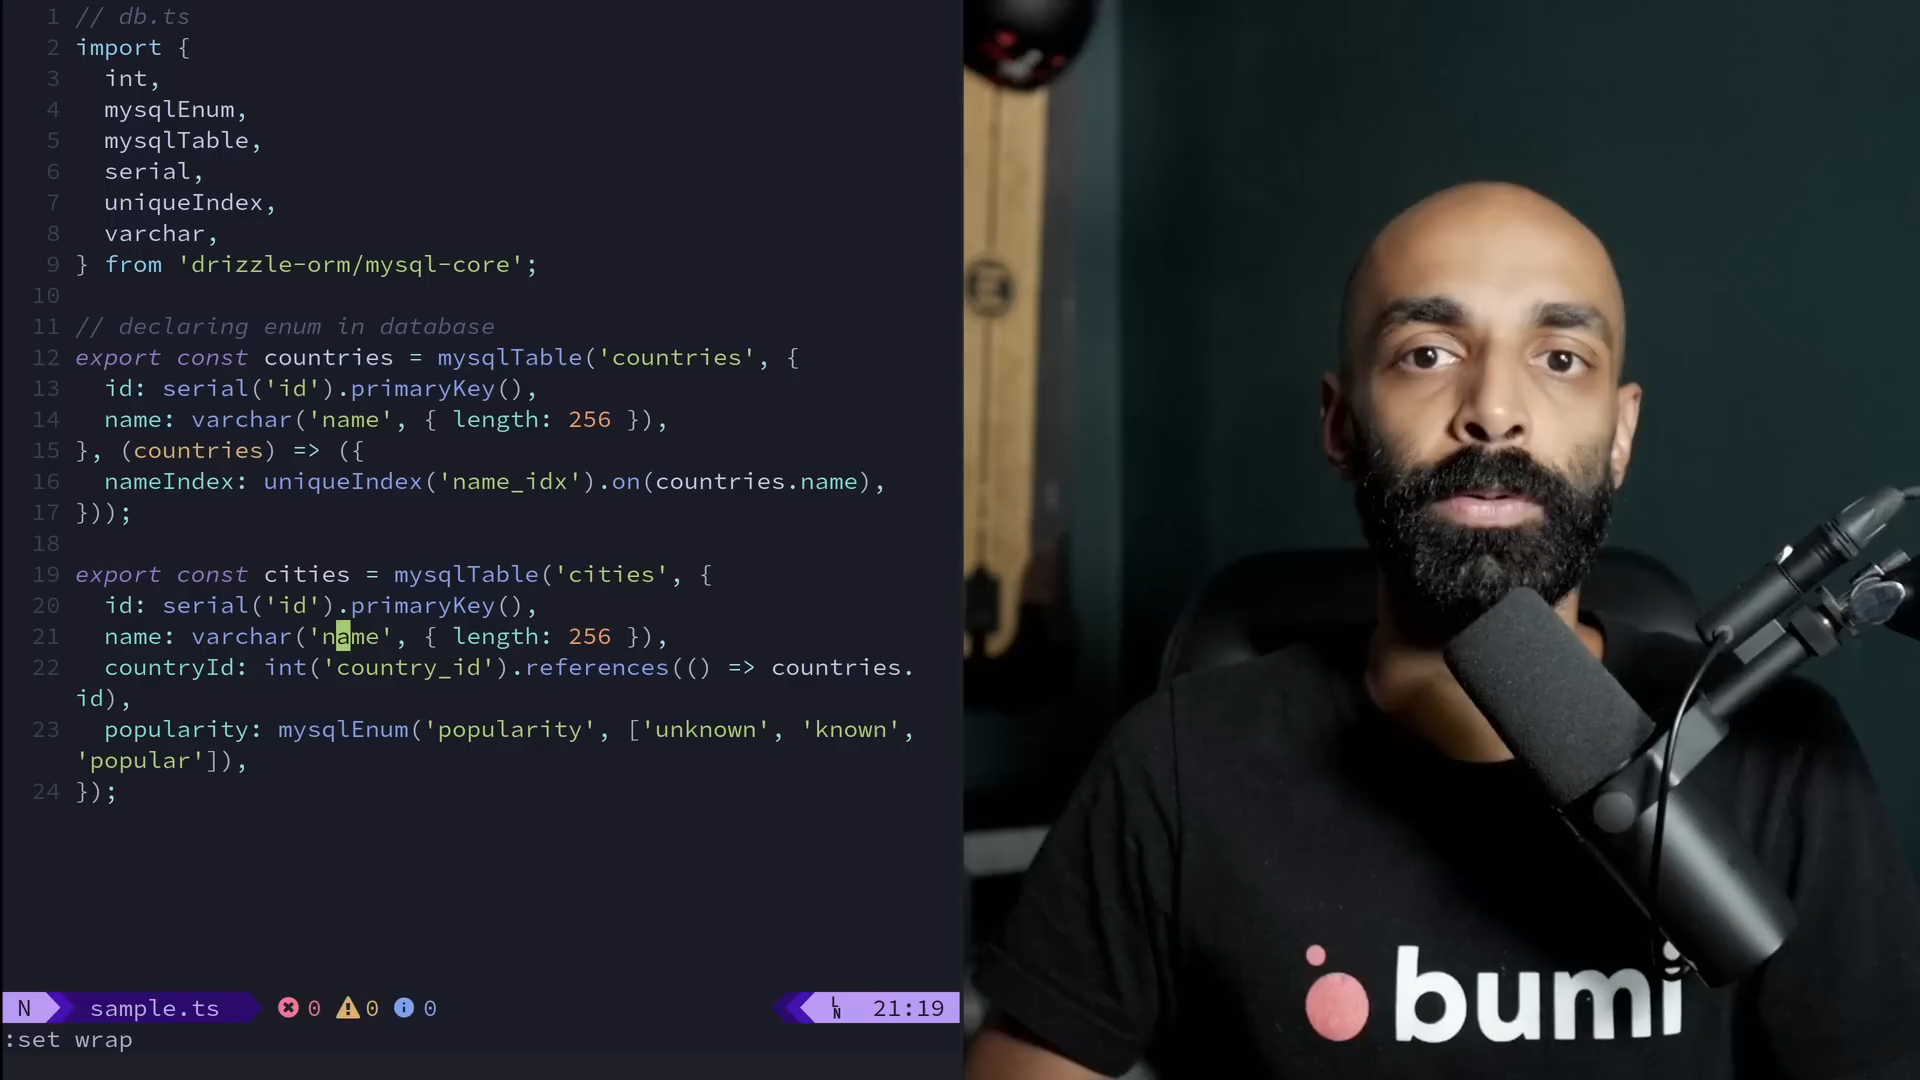 1 // db.ts
2 import {
3   int,
4   mysqlEnum,
5   mysqlTable,
6   serial,
7   uniqueIndex,
8   varchar,
9 } from 'drizzle-orm/mysql-core';
10
11 // declaring enum in database
12 export const countries = mysqlTable('countries', {
13   id: serial('id').primaryKey(),
14   name: varchar('name', { length: 256 }),
15 }, (countries) => ({
16   nameIndex: uniqueIndex('name_idx').on(countries.name),
17 }));
18
19 export const cities = mysqlTable('cities', {
20   id: serial('id').primaryKey(),
21   name: varchar('name', { length: 256 }),
22   countryId: int('country_id').references(() => countries.
id),
23   popularity: mysqlEnum('popularity', ['unknown', 'known',
'popular']),
24 });
N sample.ts 0 0 0 LN 21:19
:set wrap
bumi